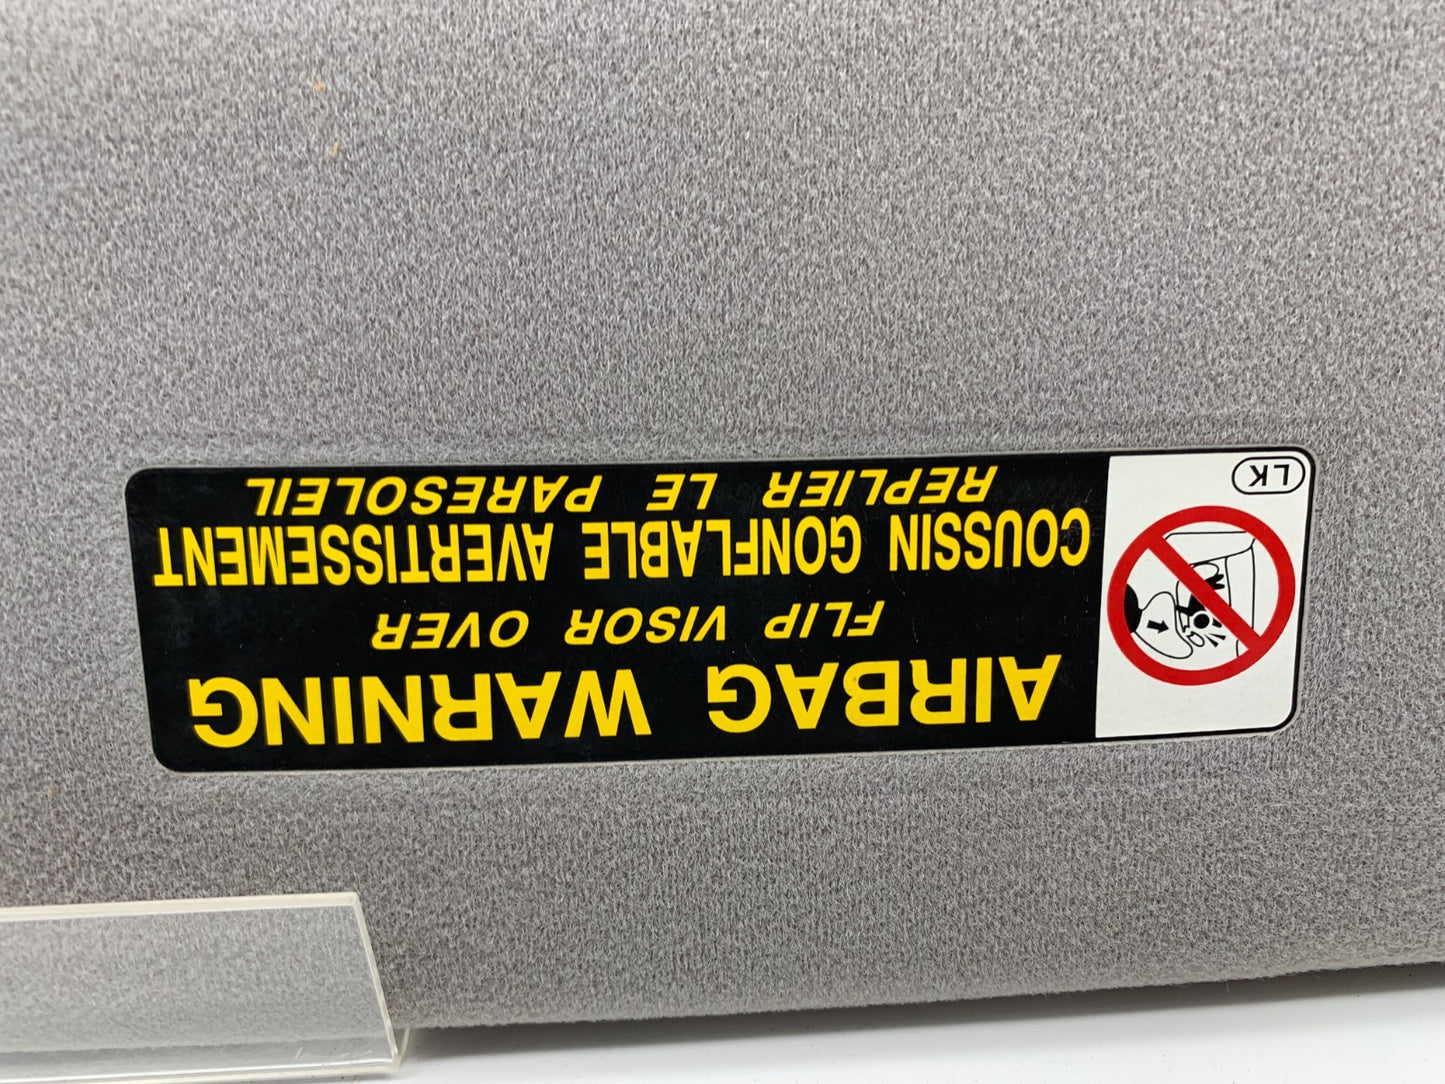 AIRBAG WARNING
FLIP VISOR OVER
COUSSIN GONFLABLE AVERTISSEMENT
REPLIER LE PARESOLEIL
LK